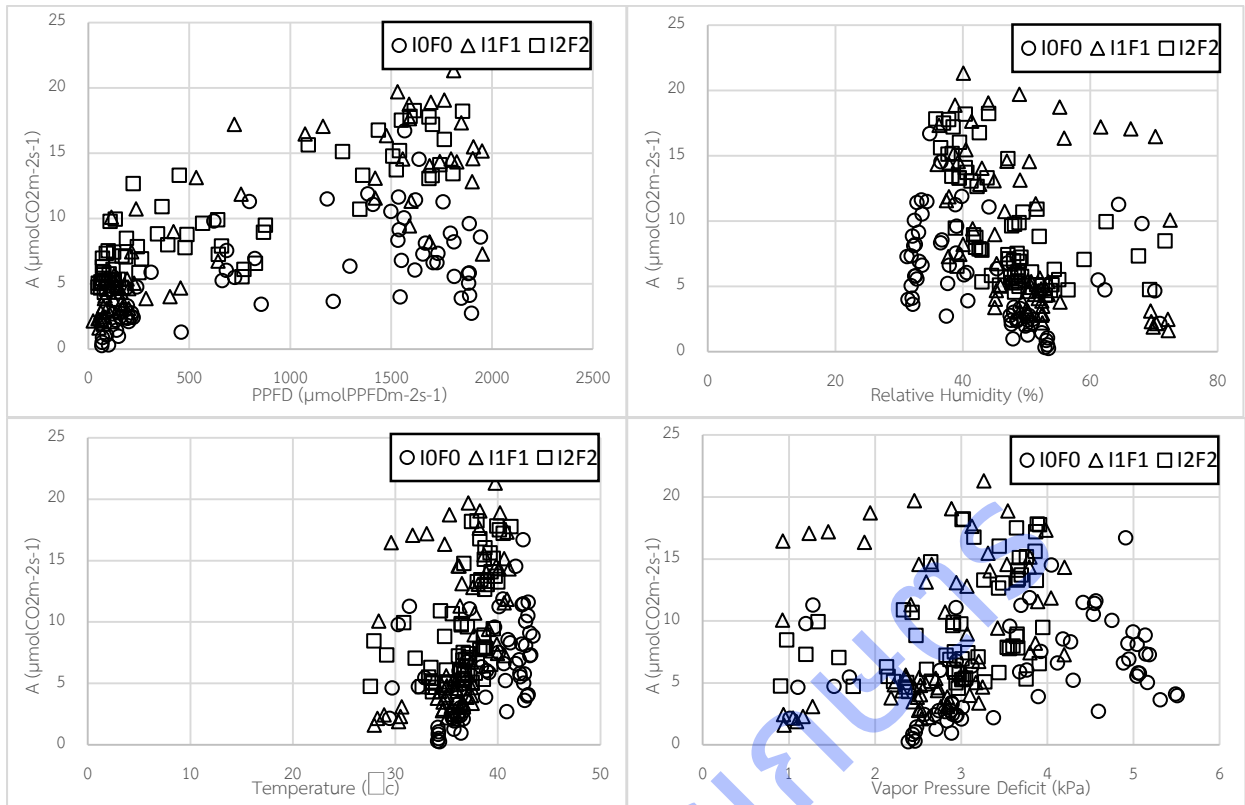 25
20
15
10
5
0
A (µmolCO2m-2s-1)
I0F0 I1F1 I2F2
0 500 1000 1500 2000 2500
PPFD (µmolPPFDm-2s-1)
25
20
15
10
5
0
A (µmolCO2m-2s-1)
I0F0 I1F1 I2F2
0 20 40 60 80
Relative Humidity (%)
25
20
15
10
5
0
A (µmolCO2m-2s-1)
I0F0 I1F1 I2F2
0 10 20 30 40 50
Temperature (□c)
25
20
15
10
5
0
A (µmolCO2m-2s-1)
I0F0 I1F1 I2F2
0 1 2 3 4 5 6
Vapor Pressure Deficit (kPa)